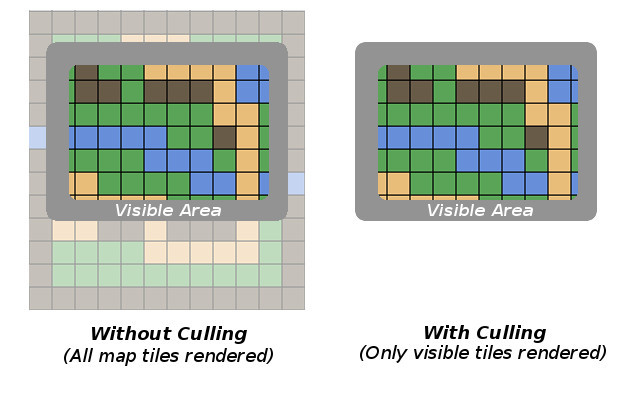 Visible Area
Visible Area
Without Culling
(All map tiles rendered)
With Culling
(Only visible tiles rendered)